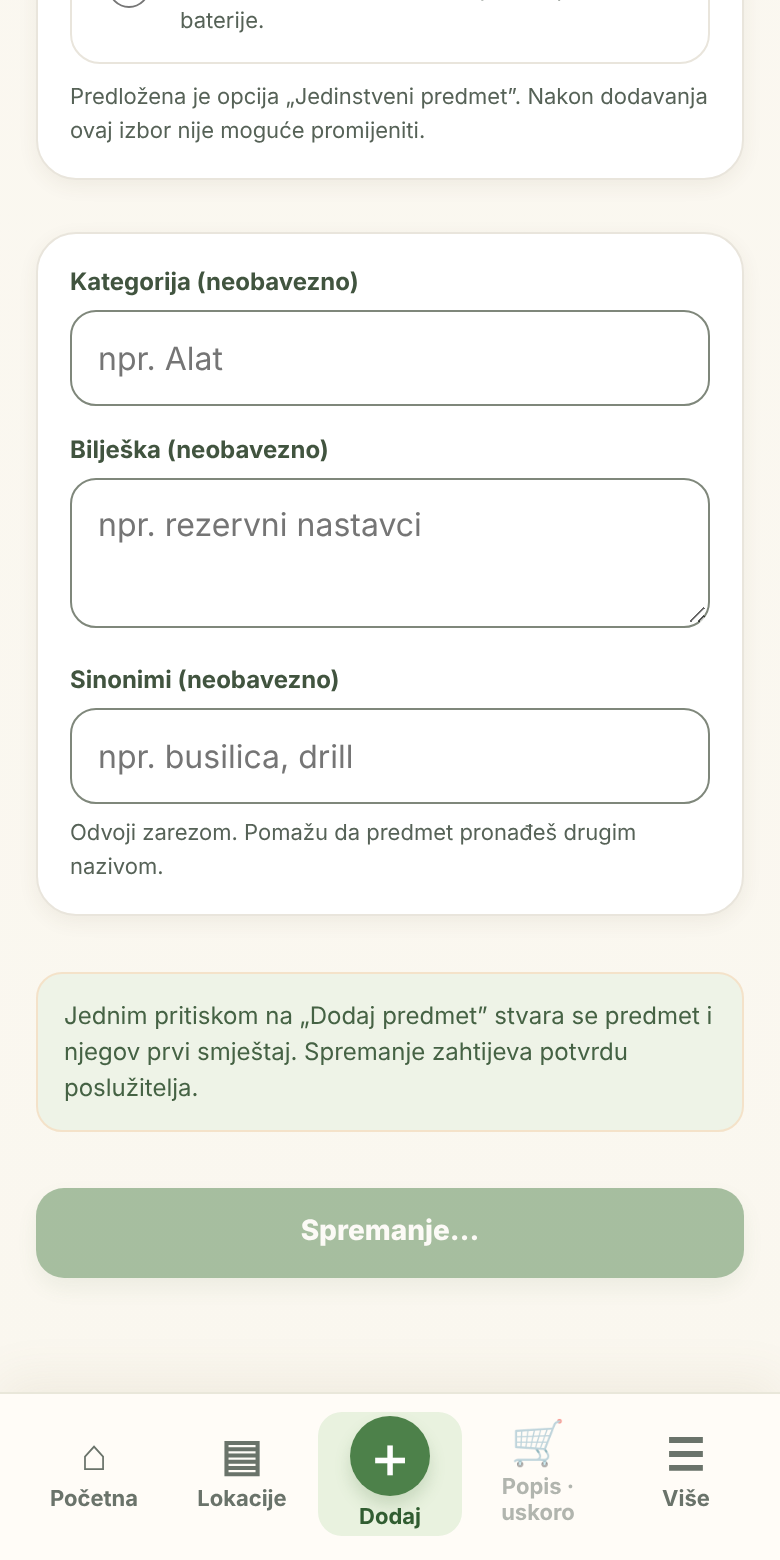 baterije.
Predložena je opcija „Jedinstveni predmet”. Nakon dodavanja
ovaj izbor nije moguće promijeniti.
Kategorija (neobavezno)
npr. Alat
Bilješka (neobavezno)
npr. rezervni nastavci
Sinonimi (neobavezno)
npr. busilica, drill
Odvoji zarezom. Pomažu da predmet pronađeš drugim
nazivom.
Jednim pritiskom na „Dodaj predmet” stvara se predmet i
njegov prvi smještaj. Spremanje zahtijeva potvrdu
poslužitelja.
Spremanje...
Početna
Lokacije
Dodaj
Popis ·
uskoro
Više